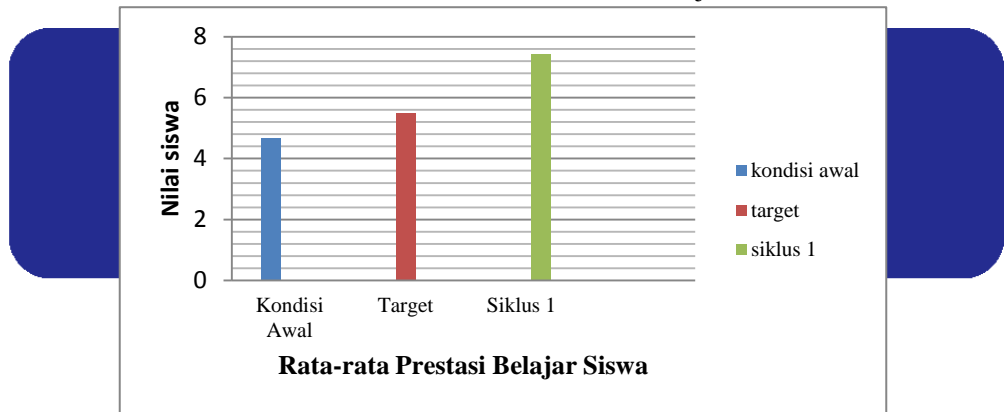 8
6
4
2
0
Nilai siswa
Kondisi
Awal
Target
Siklus 1
Rata-rata Prestasi Belajar Siswa
kondisi awal
target
siklus 1